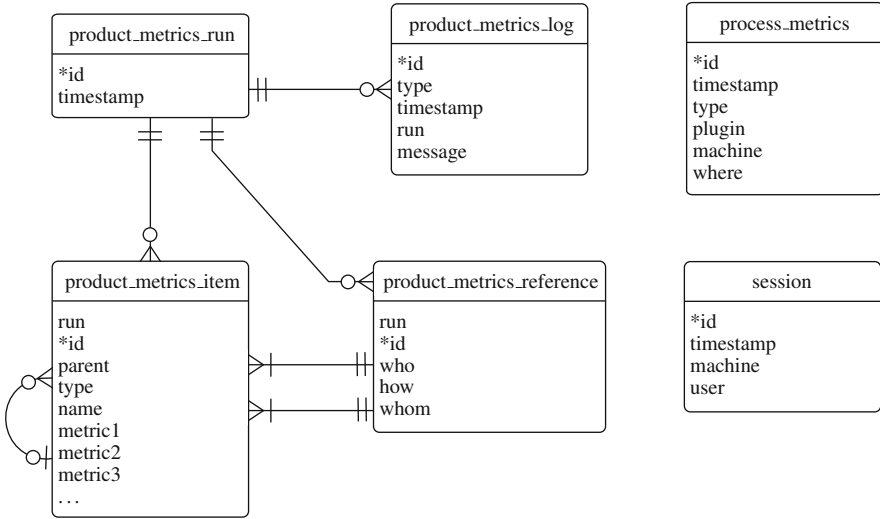 product_metrics_run
*id
timestamp
product_metrics_log
*id
type
timestamp
run
message
process_metrics
*id
timestamp
type
plugin
machine
where
product_metrics_item
run
*id
parent
type
name
metric1
metric2
metric3
...
product_metrics_reference
run
*id
who
how
whom
session
*id
timestamp
machine
user